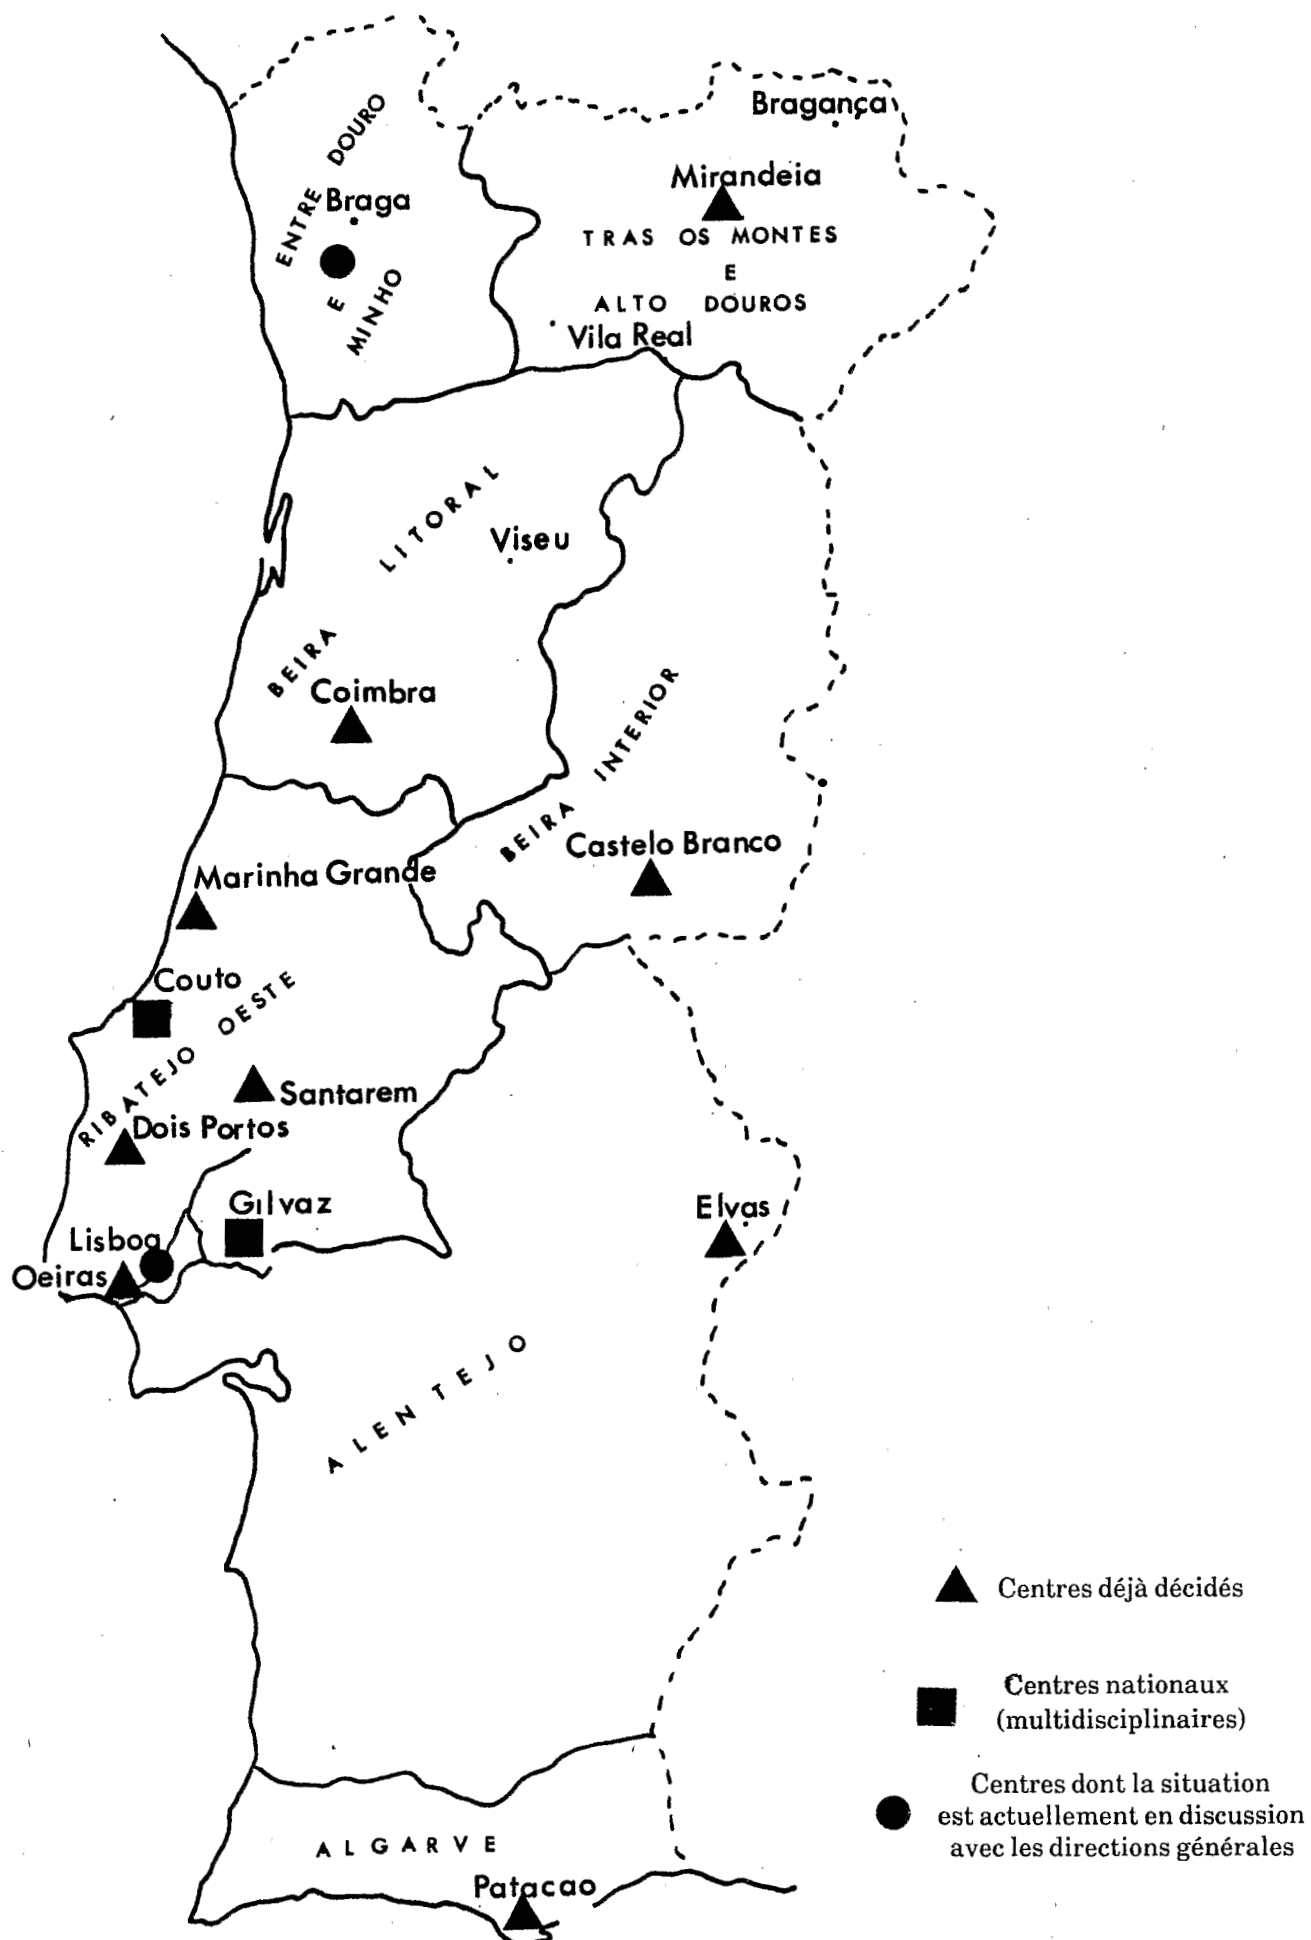 Bragança
ENTRE DOURO
E
MINHO
Braga
Mirandeia
TRAS OS MONTES
E
ALTO DOUROS
Vila Real
BEIRA LITORAL
Viseu
Coimbra
BEIRA INTERIOR
Castelo Branco
Marinha Grande
Couto
RIBATEJO OESTE
Santarem
Dois Portos
Gilvaz
Elvas
Lisboa
Oeiras
ALENTEJO
Centres déjà décidés
Centres nationaux
(multidisciplinaires)
Centres dont la situation
est actuellement en discussion
avec les directions générales
ALGARVE
Patacao